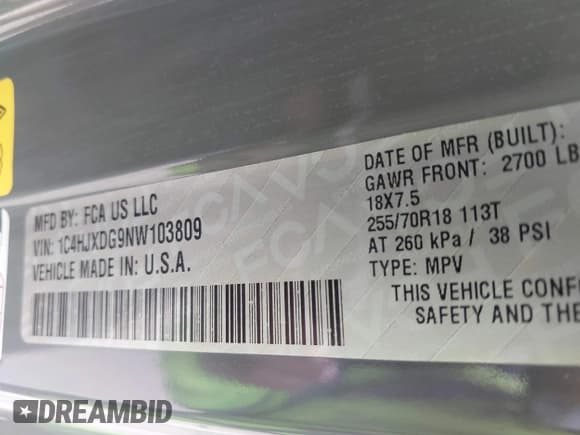 MFD BY: FCA US LLC
VIN: 1C4HJXDG9NW103809
VEHICLE MADE IN: U.S.A.
DATE OF MFR (BUILT):
GAWR FRONT: 2700 LB
18X7.5
255/70R18 113T
AT 260 kPa / 38 PSI
TYPE: MPV
THIS VEHICLE CONF
SAFETY AND THE
DREAMBID